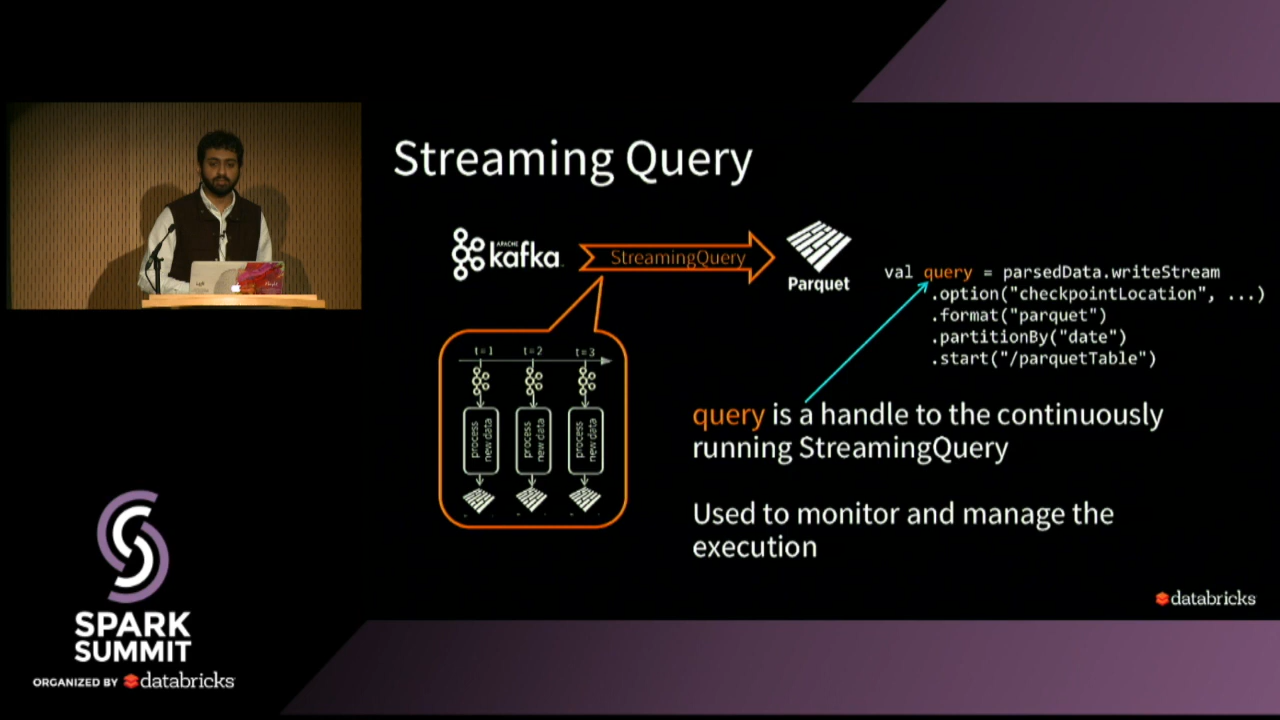 Streaming Query
APACHE
kafka
StreamingQuery
Parquet
val query = parsedData.writeStream
.option("checkpointLocation", ...)
.format("parquet")
.partitionBy("date")
.start("/parquetTable")
t=1 t=2 t=3
process
new data
process
new data
process
new data
query is a handle to the continuously
running StreamingQuery
Used to monitor and manage the
execution
databricks
SPARK
SUMMIT
ORGANIZED BY databricks